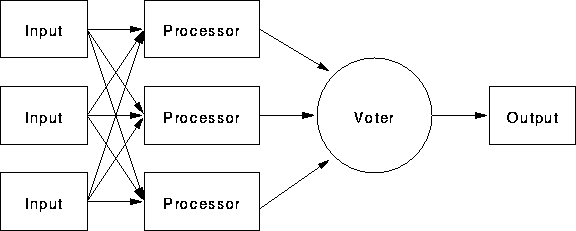 Input
Processor
Input
Processor
Voter
Output
Input
Processor